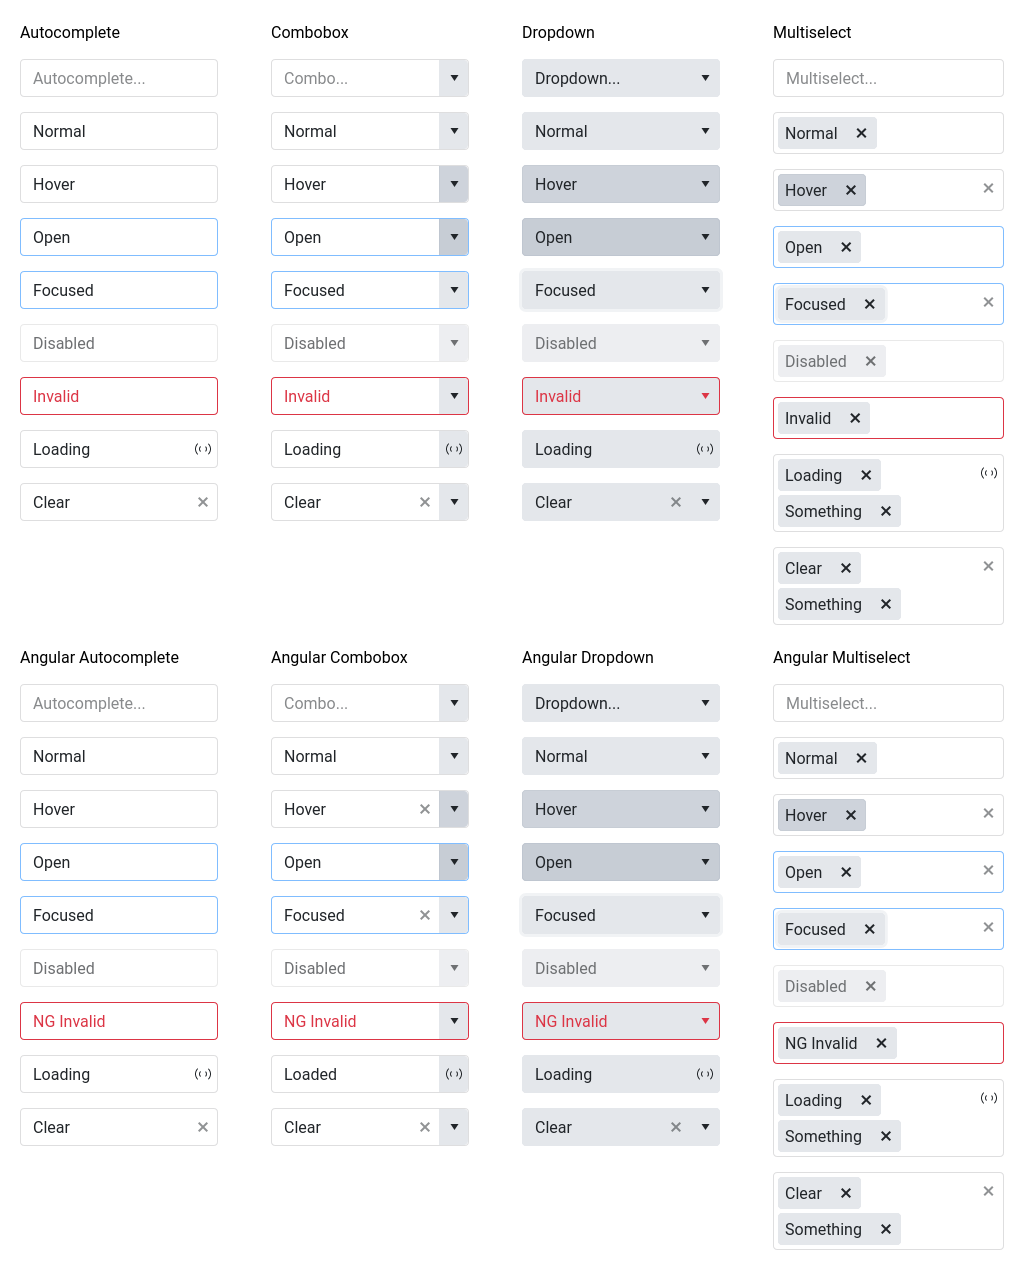 Autocomplete
Autocomplete...
Normal
Hover
Open
Focused
Disabled
Invalid
Loading
Clear
Combobox
Combo...
Normal
Hover
Open
Focused
Disabled
Invalid
Loading
Clear
Dropdown
Dropdown...
Normal
Hover
Open
Focused
Disabled
Invalid
Loading
Clear
Multiselect
Multiselect...
Normal
Hover
Open
Focused
Disabled
Invalid
Loading
Something
Clear
Something
Angular Autocomplete
Autocomplete...
Normal
Hover
Open
Focused
Disabled
NG Invalid
Loading
Clear
Angular Combobox
Combo...
Normal
Hover
Open
Focused
Disabled
NG Invalid
Loaded
Clear
Angular Dropdown
Dropdown...
Normal
Hover
Open
Focused
Disabled
NG Invalid
Loading
Clear
Angular Multiselect
Multiselect...
Normal
Hover
Open
Focused
Disabled
NG Invalid
Loading
Something
Clear
Something